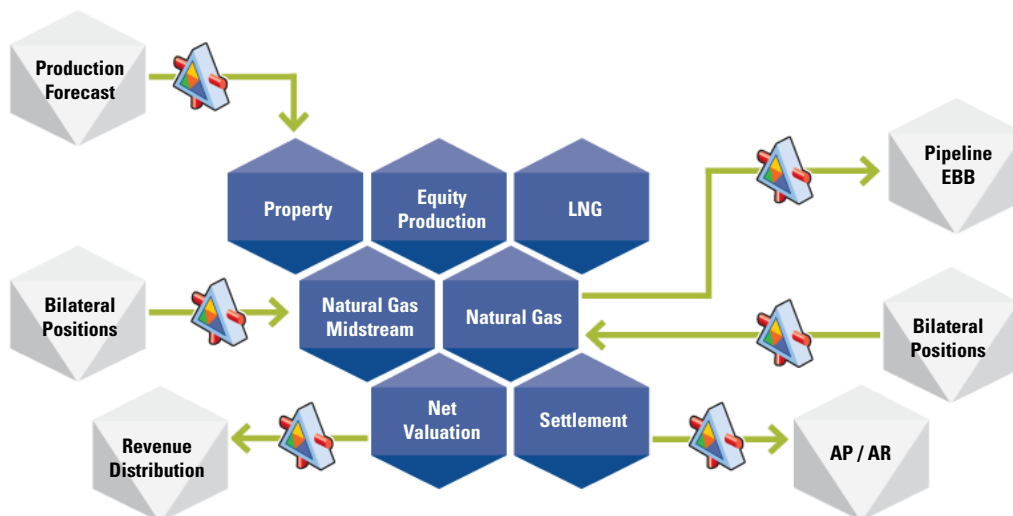 Production
Forecast
Property
Equity
Production
LNG
Pipeline
EBB
Bilateral
Positions
Natural Gas
Midstream
Natural Gas
Bilateral
Positions
Revenue
Distribution
Net
Valuation
Settlement
AP / AR